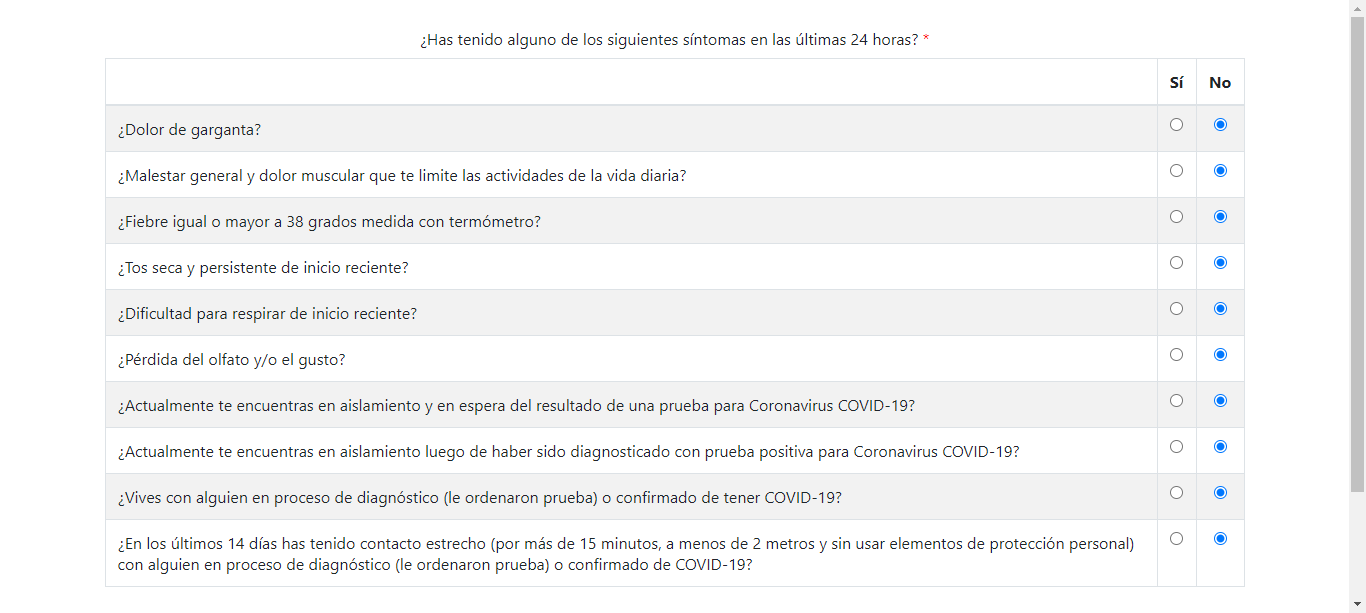 ¿Has tenido alguno de los siguientes síntomas en las últimas 24 horas? *
Sí No
¿Dolor de garganta?
¿Malestar general y dolor muscular que te limite las actividades de la vida diaria?
¿Fiebre igual o mayor a 38 grados medida con termómetro?
¿Tos seca y persistente de inicio reciente?
¿Dificultad para respirar de inicio reciente?
¿Pérdida del olfato y/o el gusto?
¿Actualmente te encuentras en aislamiento y en espera del resultado de una prueba para Coronavirus COVID-19?
¿Actualmente te encuentras en aislamiento luego de haber sido diagnosticado con prueba positiva para Coronavirus COVID-19?
¿Vives con alguien en proceso de diagnóstico (le ordenaron prueba) o confirmado de tener COVID-19?
¿En los últimos 14 días has tenido contacto estrecho (por más de 15 minutos, a menos de 2 metros y sin usar elementos de protección personal)
con alguien en proceso de diagnóstico (le ordenaron prueba) o confirmado de COVID-19?